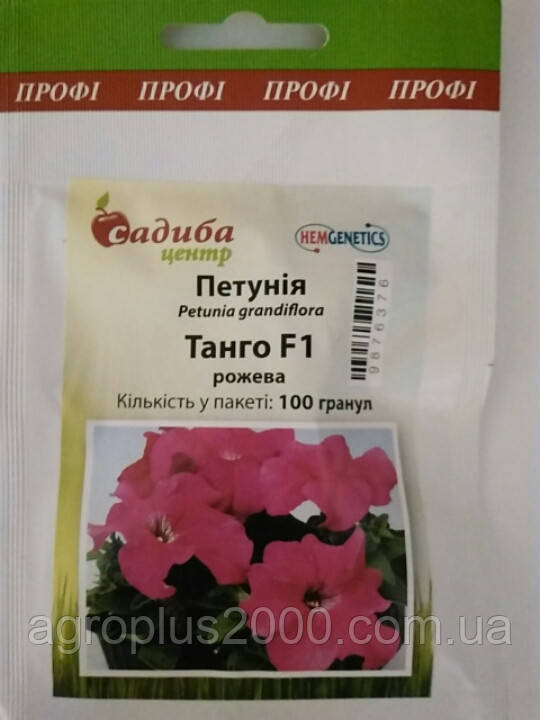 ПРОФІ ПРОФІ ПРОФІ ПРОФІ
садиба
центр
HEMGENETICS
Петунія
Petunia grandiflora
Танго F1
рожева
Кількість у пакеті: 100 гранул
9876376
agroplus2000.com.ua